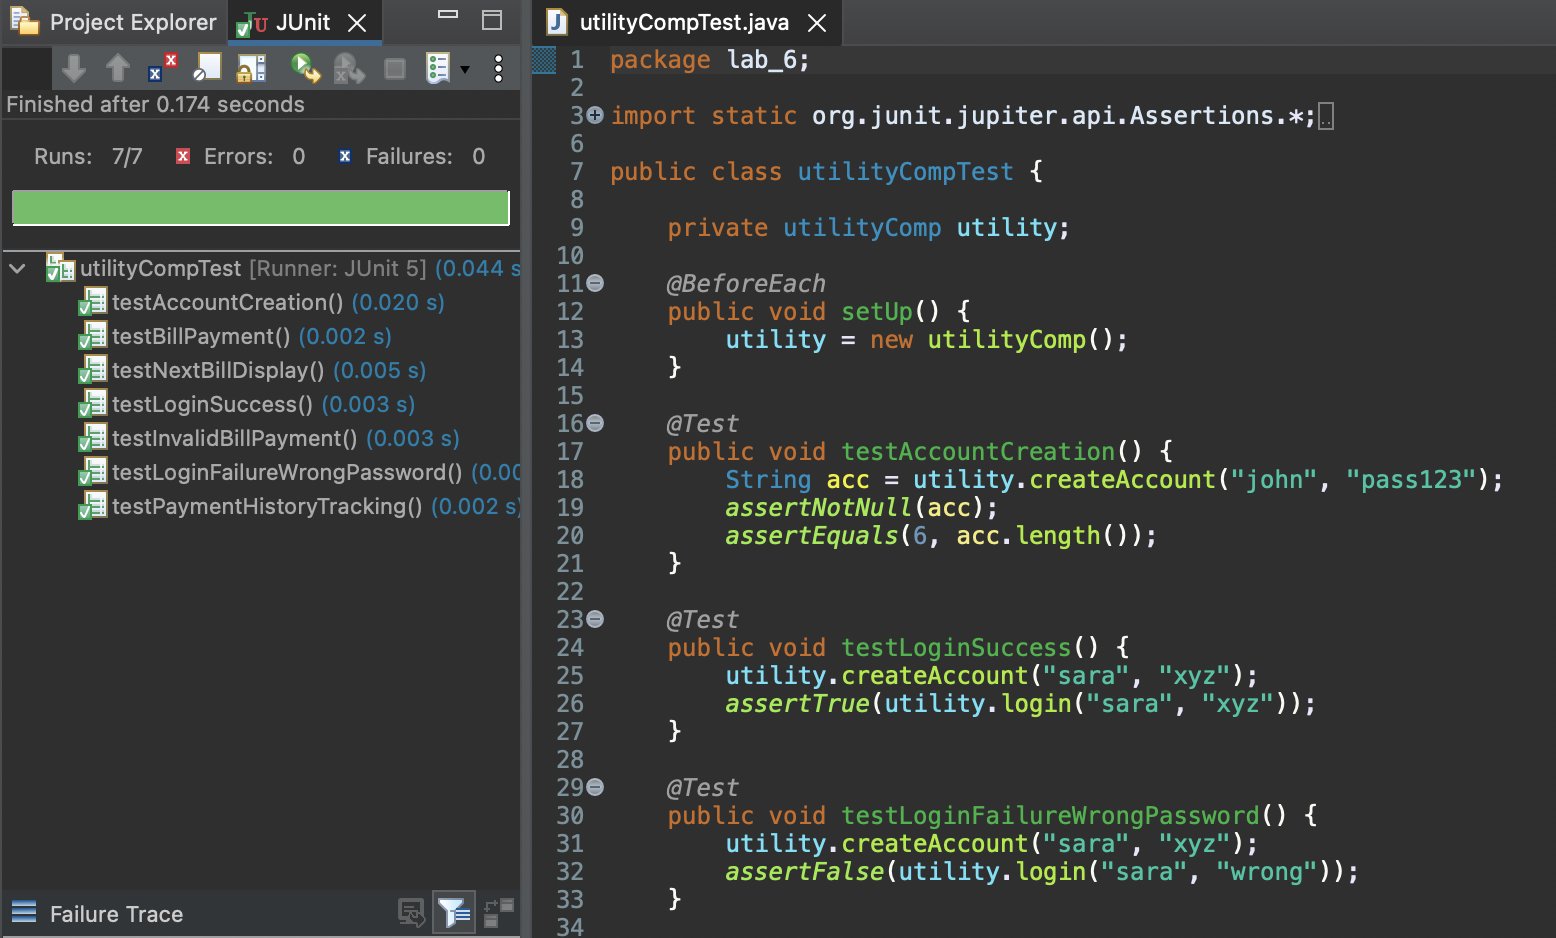 Project Explorer
JUnit
Finished after 0.174 seconds
Runs: 7/7 Errors: 0 Failures: 0
utilityCompTest [Runner: JUnit 5] (0.044 s
testAccountCreation() (0.020 s)
testBillPayment() (0.002 s)
testNextBillDisplay() (0.005 s)
testLoginSuccess() (0.003 s)
testInvalidBillPayment() (0.003 s)
testLoginFailureWrongPassword() (0.00
testPaymentHistoryTracking() (0.002 s)
Failure Trace
utilityCompTest.java
1 package lab_6;
2
3 import static org.junit.jupiter.api.Assertions.*;
6
7 public class utilityCompTest {
8
9 private utilityComp utility;
10
11 @BeforeEach
12 public void setUp() {
13 utility = new utilityComp();
14 }
15
16 @Test
17 public void testAccountCreation() {
18 String acc = utility.createAccount("john", "pass123");
19 assertNotNull(acc);
20 assertEquals(6, acc.length());
21 }
22
23 @Test
24 public void testLoginSuccess() {
25 utility.createAccount("sara", "xyz");
26 assertTrue(utility.login("sara", "xyz"));
27 }
28
29 @Test
30 public void testLoginFailureWrongPassword() {
31 utility.createAccount("sara", "xyz");
32 assertFalse(utility.login("sara", "wrong"));
33 }
34